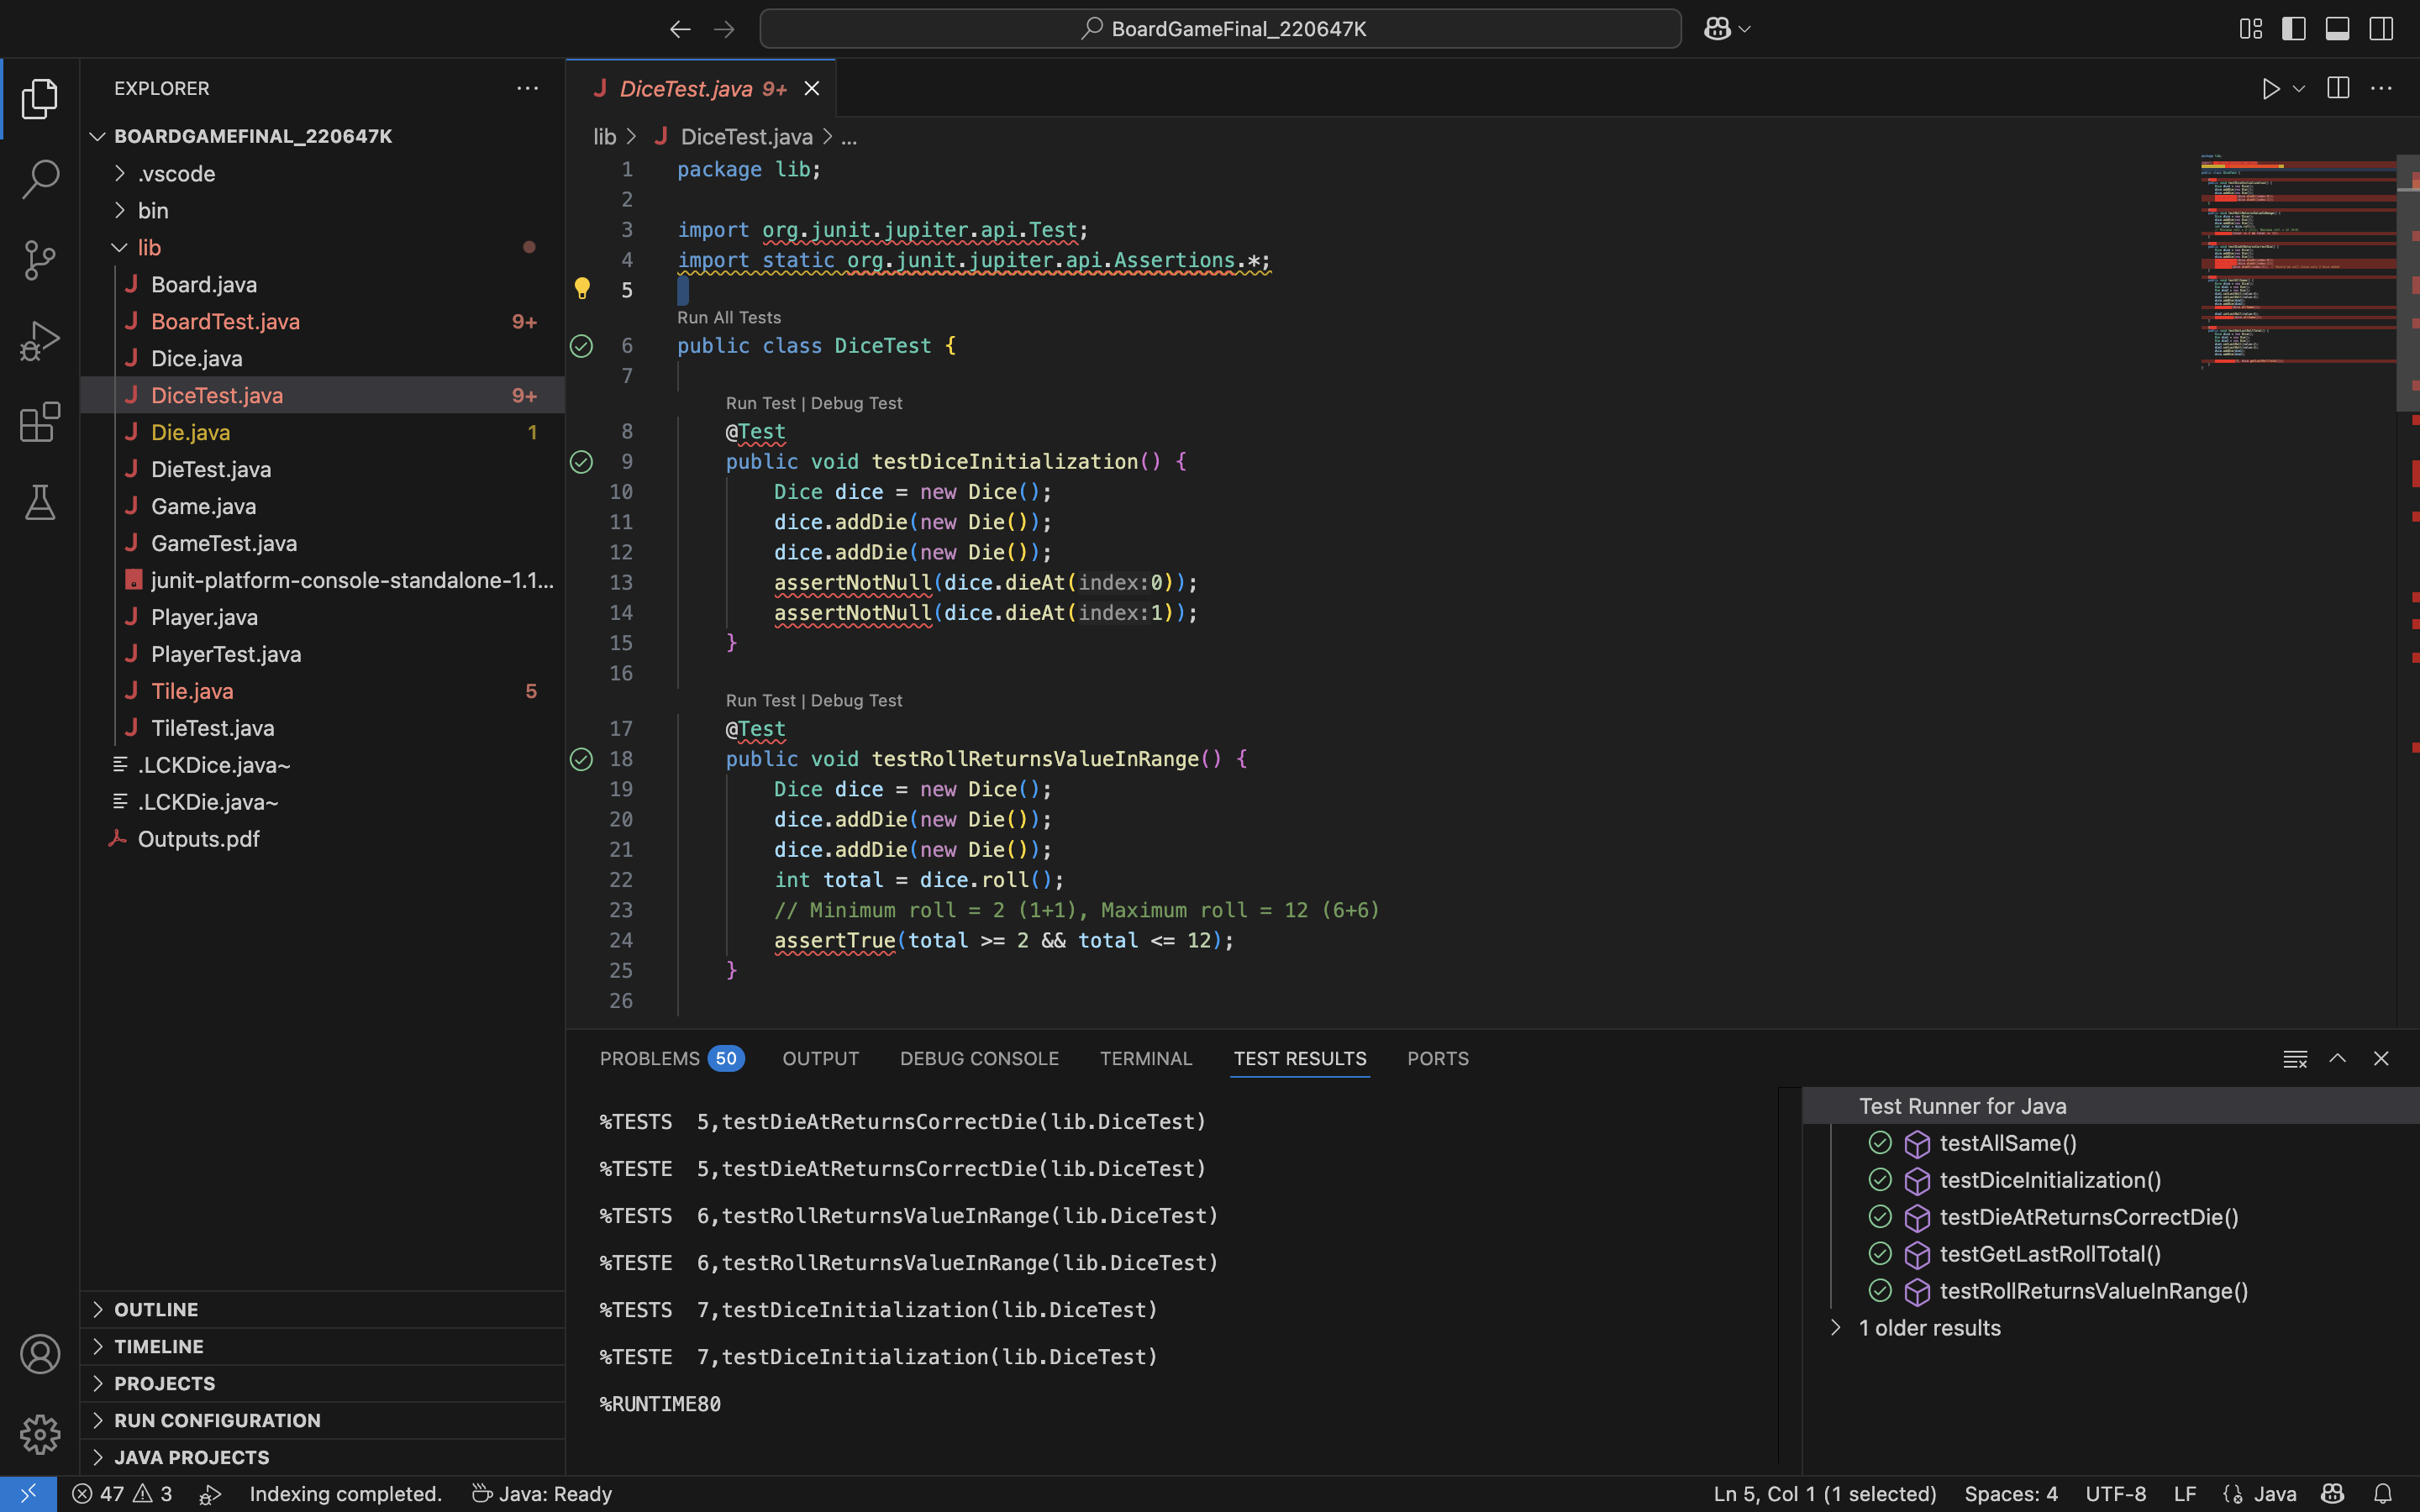 BoardGameFinal_220647K
EXPLORER
BOARDGAMEFINAL_220647K
.vscode
bin
lib
Board.java
BoardTest.java 9+
Dice.java
DiceTest.java 9+
Die.java 1
DieTest.java
Game.java
GameTest.java
junit-platform-console-standalone-1.1...
Player.java
PlayerTest.java
Tile.java 5
TileTest.java
.LCKDice.java~
.LCKDie.java~
Outputs.pdf
OUTLINE
TIMELINE
PROJECTS
RUN CONFIGURATION
JAVA PROJECTS
DiceTest.java 9+
lib > DiceTest.java > ...
1 package lib;
2
3 import org.junit.jupiter.api.Test;
4 import static org.junit.jupiter.api.Assertions.*;
5
Run All Tests
6 public class DiceTest {
7
Run Test | Debug Test
8 @Test
9 public void testDiceInitialization() {
10 Dice dice = new Dice();
11 dice.addDie(new Die());
12 dice.addDie(new Die());
13 assertNotNull(dice.dieAt(index:0));
14 assertNotNull(dice.dieAt(index:1));
15 }
16
Run Test | Debug Test
17 @Test
18 public void testRollReturnsValueInRange() {
19 Dice dice = new Dice();
20 dice.addDie(new Die());
21 dice.addDie(new Die());
22 int total = dice.roll();
23 // Minimum roll = 2 (1+1), Maximum roll = 12 (6+6)
24 assertTrue(total >= 2 && total <= 12);
25 }
26
PROBLEMS 50 OUTPUT DEBUG CONSOLE TERMINAL TEST RESULTS PORTS
%TESTS 5,testDieAtReturnsCorrectDie(lib.DiceTest)
%TESTE 5,testDieAtReturnsCorrectDie(lib.DiceTest)
%TESTS 6,testRollReturnsValueInRange(lib.DiceTest)
%TESTE 6,testRollReturnsValueInRange(lib.DiceTest)
%TESTS 7,testDiceInitialization(lib.DiceTest)
%TESTE 7,testDiceInitialization(lib.DiceTest)
%RUNTIME80
Test Runner for Java
testAllSame()
testDiceInitialization()
testDieAtReturnsCorrectDie()
testGetLastRollTotal()
testRollReturnsValueInRange()
1 older results
47 3 Indexing completed. Java: Ready Ln 5, Col 1 (1 selected) Spaces: 4 UTF-8 LF Java